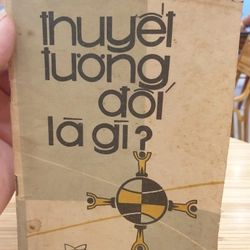 thuyết
tương
đối
là gì?